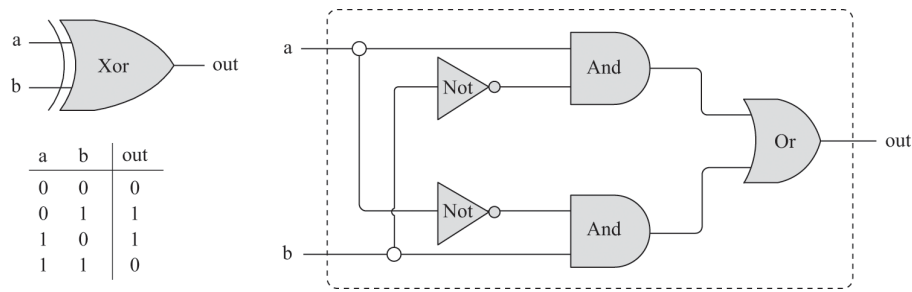 a
Xor
out
b
a b out
0 0 0
0 1 1
1 0 1
1 1 0
a
And
Not
Or
out
Not
And
b